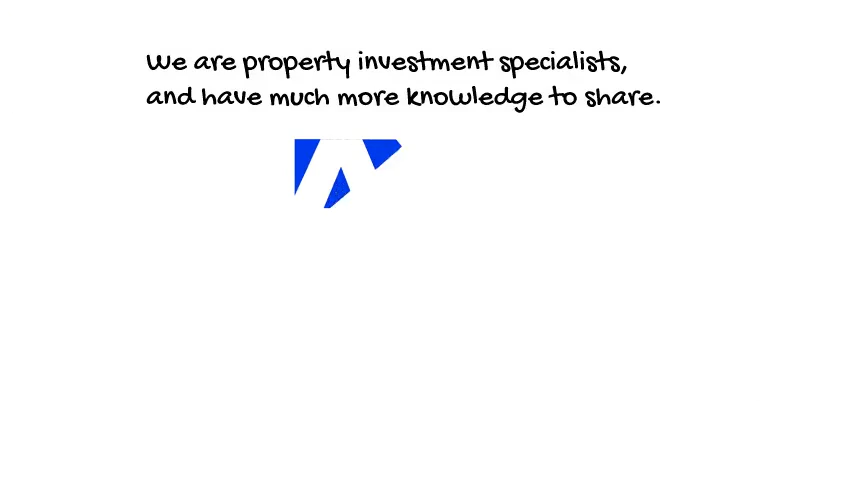 We are property investment specialists,
and have much more knowledge to share.